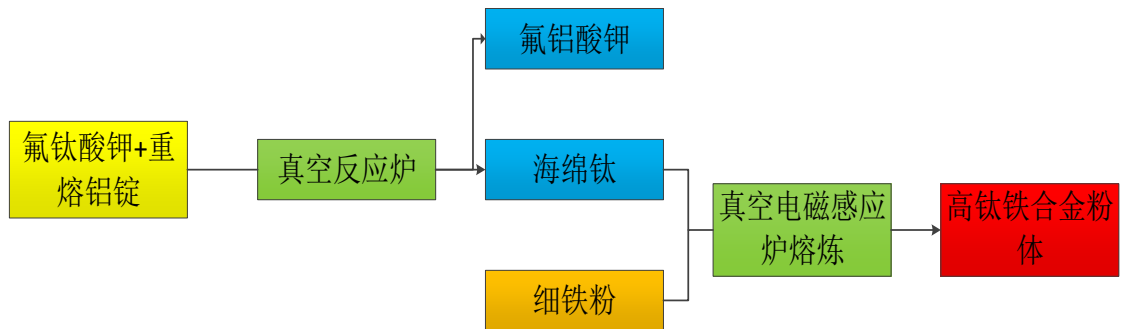 氟铝酸钾
氟钛酸钾+重
熔铝锭
真空反应炉
海绵钛
真空电磁感应
炉熔炼
高钛铁合金粉
体
细铁粉